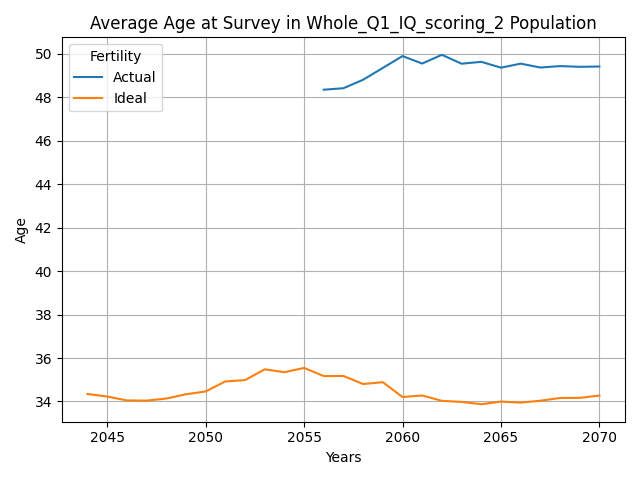 Average Age at Survey in Whole_Q1_IQ_scoring_2 Population
Fertility
Actual
Ideal
50
48
46
44
42
40
38
36
34
Age
2045 2050 2055 2060 2065 2070
Years